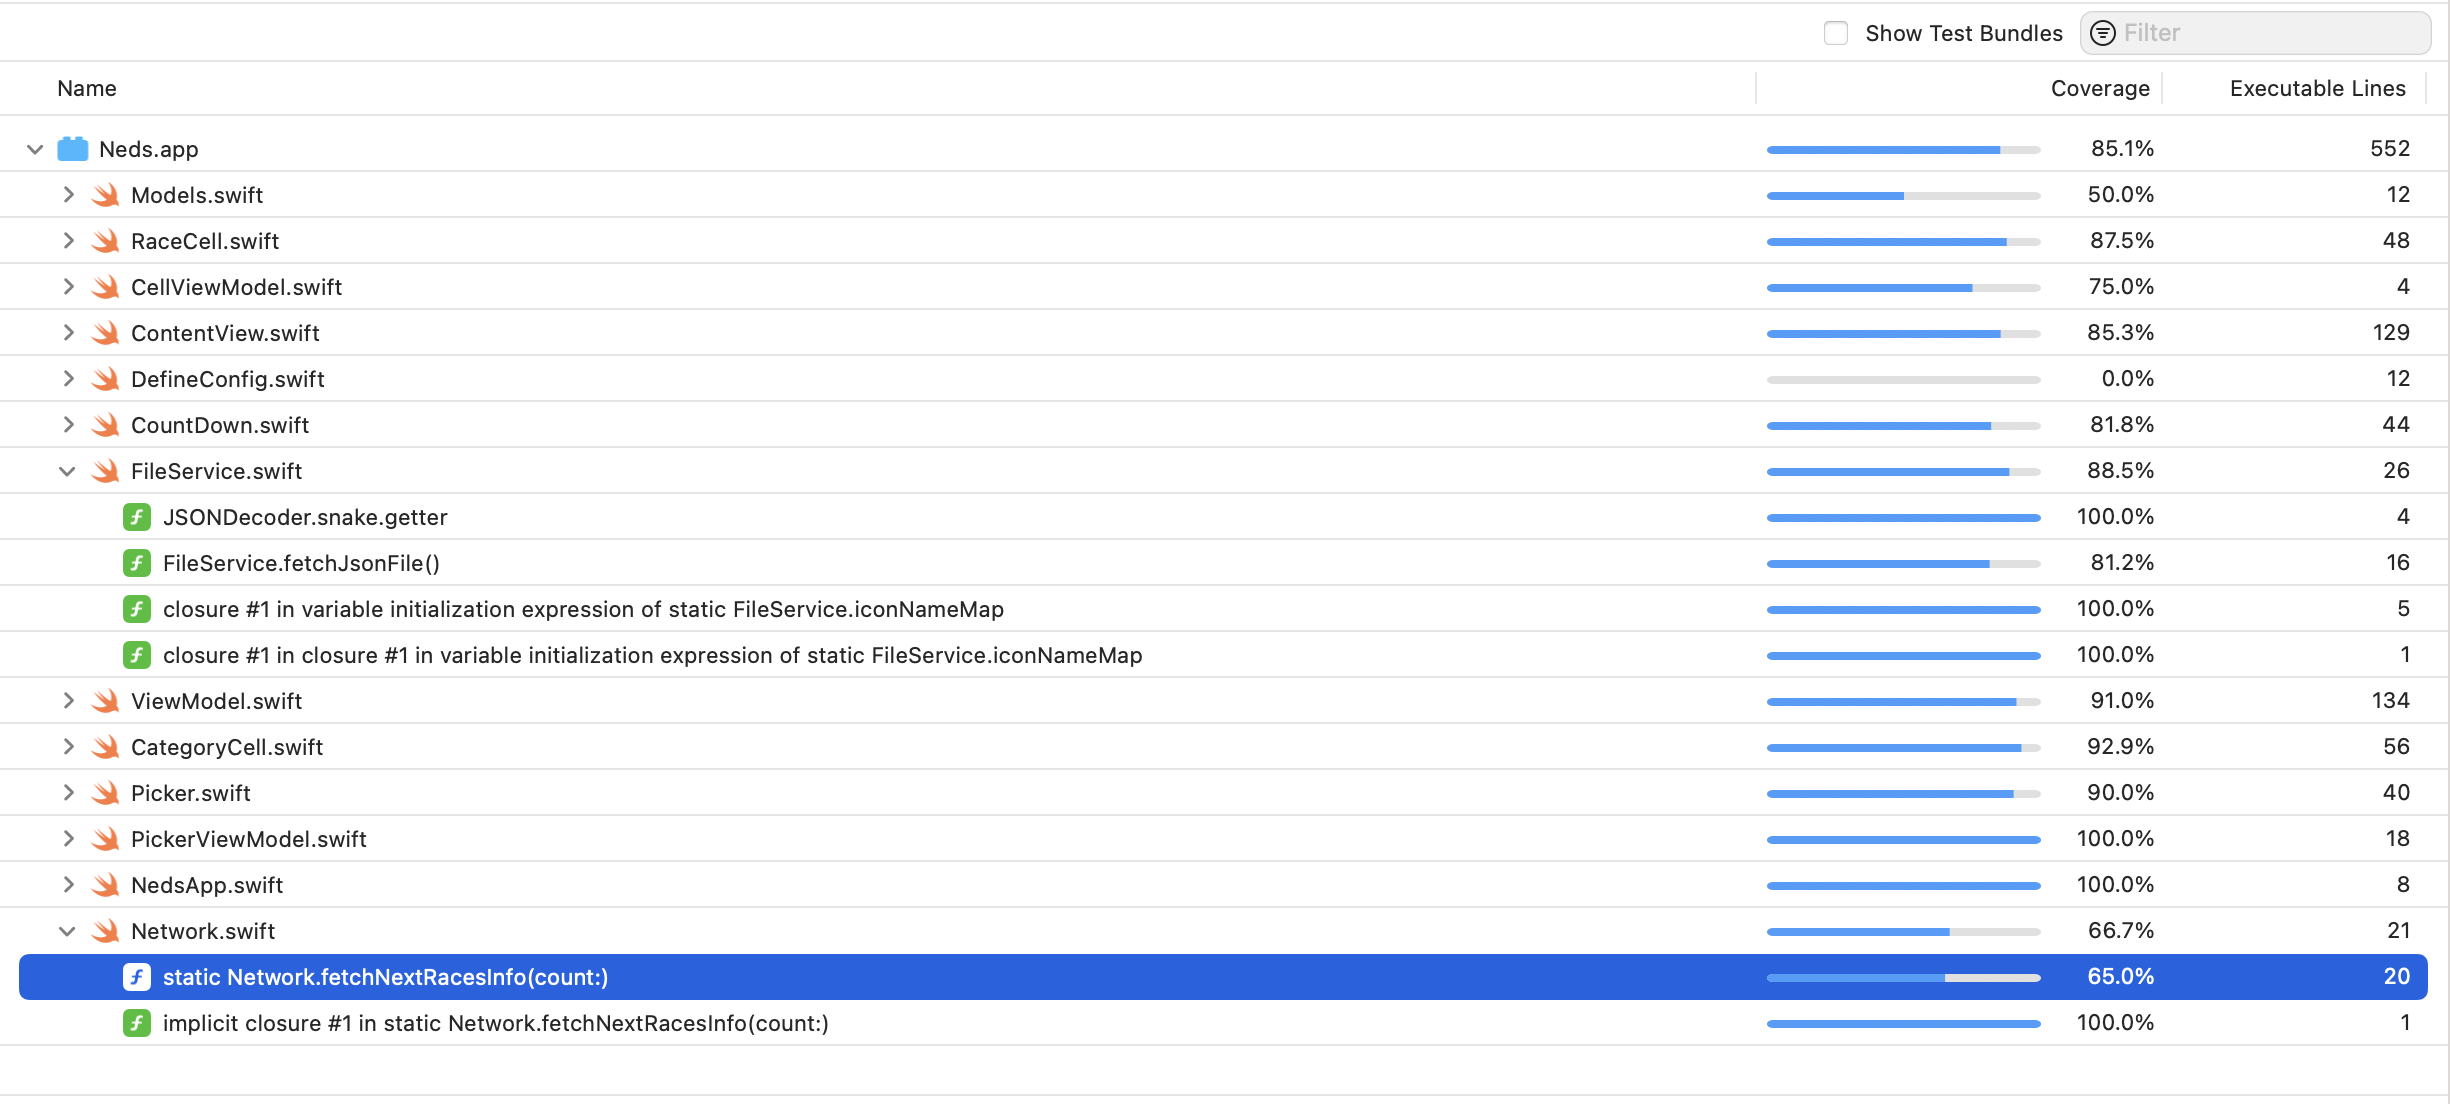 Show Test Bundles Filter
Name Coverage Executable Lines
Neds.app 85.1% 552
Models.swift 50.0% 12
RaceCell.swift 87.5% 48
CellViewModel.swift 75.0% 4
ContentView.swift 85.3% 129
DefineConfig.swift 0.0% 12
CountDown.swift 81.8% 44
FileService.swift 88.5% 26
JSONDecoder.snake.getter 100.0% 4
FileService.fetchJsonFile() 81.2% 16
closure #1 in variable initialization expression of static FileService.iconNameMap 100.0% 5
closure #1 in closure #1 in variable initialization expression of static FileService.iconNameMap 100.0% 1
ViewModel.swift 91.0% 134
CategoryCell.swift 92.9% 56
Picker.swift 90.0% 40
PickerViewModel.swift 100.0% 18
NedsApp.swift 100.0% 8
Network.swift 66.7% 21
static Network.fetchNextRacesInfo(count:) 65.0% 20
implicit closure #1 in static Network.fetchNextRacesInfo(count:) 100.0% 1